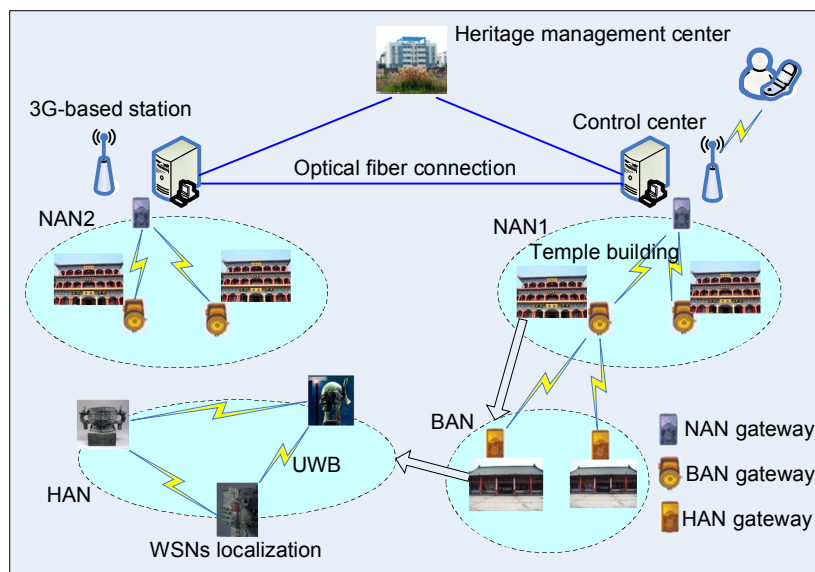 Heritage management center
3G-based station
Control center
Optical fiber connection
NAN2
NAN1
Temple building
BAN
NAN gateway
UWB
BAN gateway
HAN
HAN gateway
WSNs localization